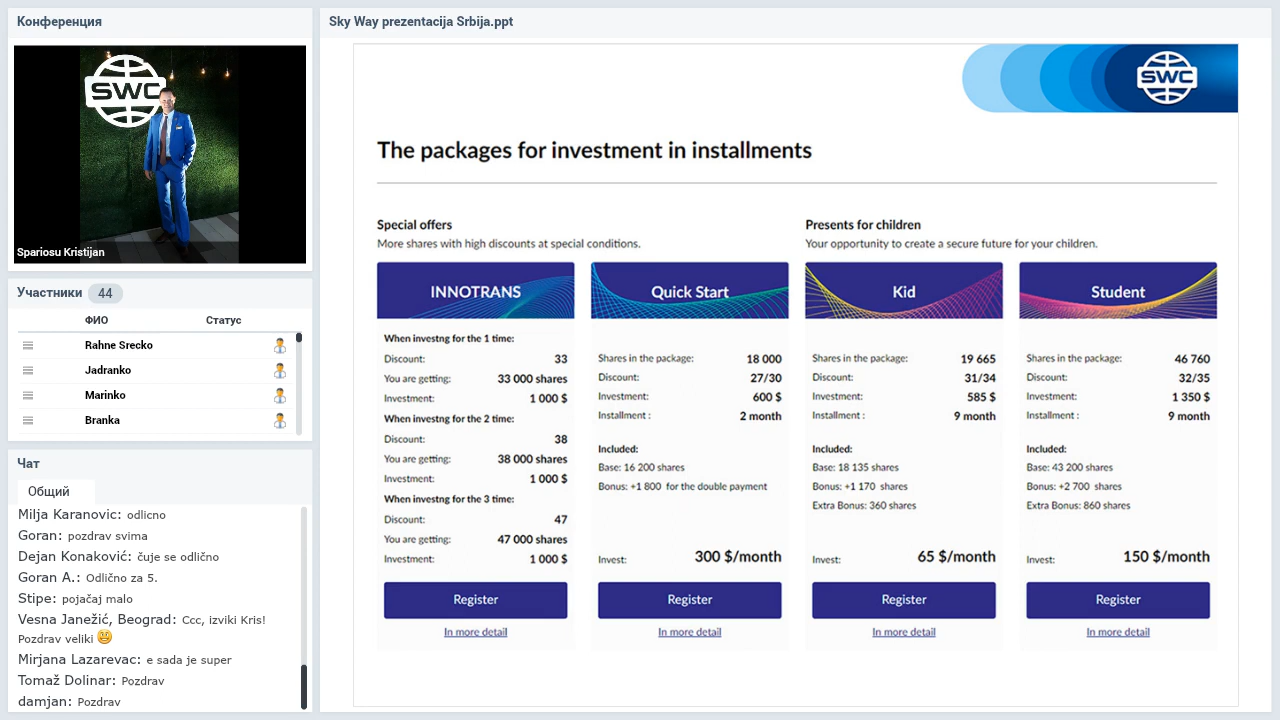 Конференция
SWC
Spariosu Kristijan
Участники 44
ФИО Статус
Rahne Srecko
Jadranko
Marinko
Branka
Чат
Общий
Milja Karanovic: odlicno
Goran: pozdrav svima
Dejan Konaković: čuje se odlično
Goran A.: Odlično za 5.
Stipe: pojačaj malo
Vesna Janežić, Beograd: Ccc, izviki Kris!
Pozdrav veliki
Mirjana Lazarevac: e sada je super
Tomaž Dolinar: Pozdrav
damjan: Pozdrav
Sky Way prezentacija Srbija.ppt
SWC
The packages for investment in installments
Special offers
More shares with high discounts at special conditions.
Presents for children
Your opportunity to create a secure future for your children.
INNOTRANS
When investng for the 1 time:
Discount: 33
You are getting: 33 000 shares
Investment: 1 000 $
When investng for the 2 time:
Discount: 38
You are getting: 38 000 shares
Investment: 1 000 $
When investng for the 3 time:
Discount: 47
You are getting: 47 000 shares
Investment: 1 000 $
Register
In more detail
Quick Start
Shares in the package: 18 000
Discount: 27/30
Investment: 600 $
Installment : 2 month
Included:
Base: 16 200 shares
Bonus: +1 800 for the double payment
Invest: 300 $/month
Register
In more detail
Kid
Shares in the package: 19 665
Discount: 31/34
Investment: 585 $
Installment : 9 month
Included:
Base: 18 135 shares
Bonus: +1 170 shares
Extra Bonus: 360 shares
Invest: 65 $/month
Register
In more detail
Student
Shares in the package: 46 760
Discount: 32/35
Investment: 1 350 $
Installment : 9 month
Included:
Base: 43 200 shares
Bonus: +2 700 shares
Extra Bonus: 860 shares
Invest: 150 $/month
Register
In more detail